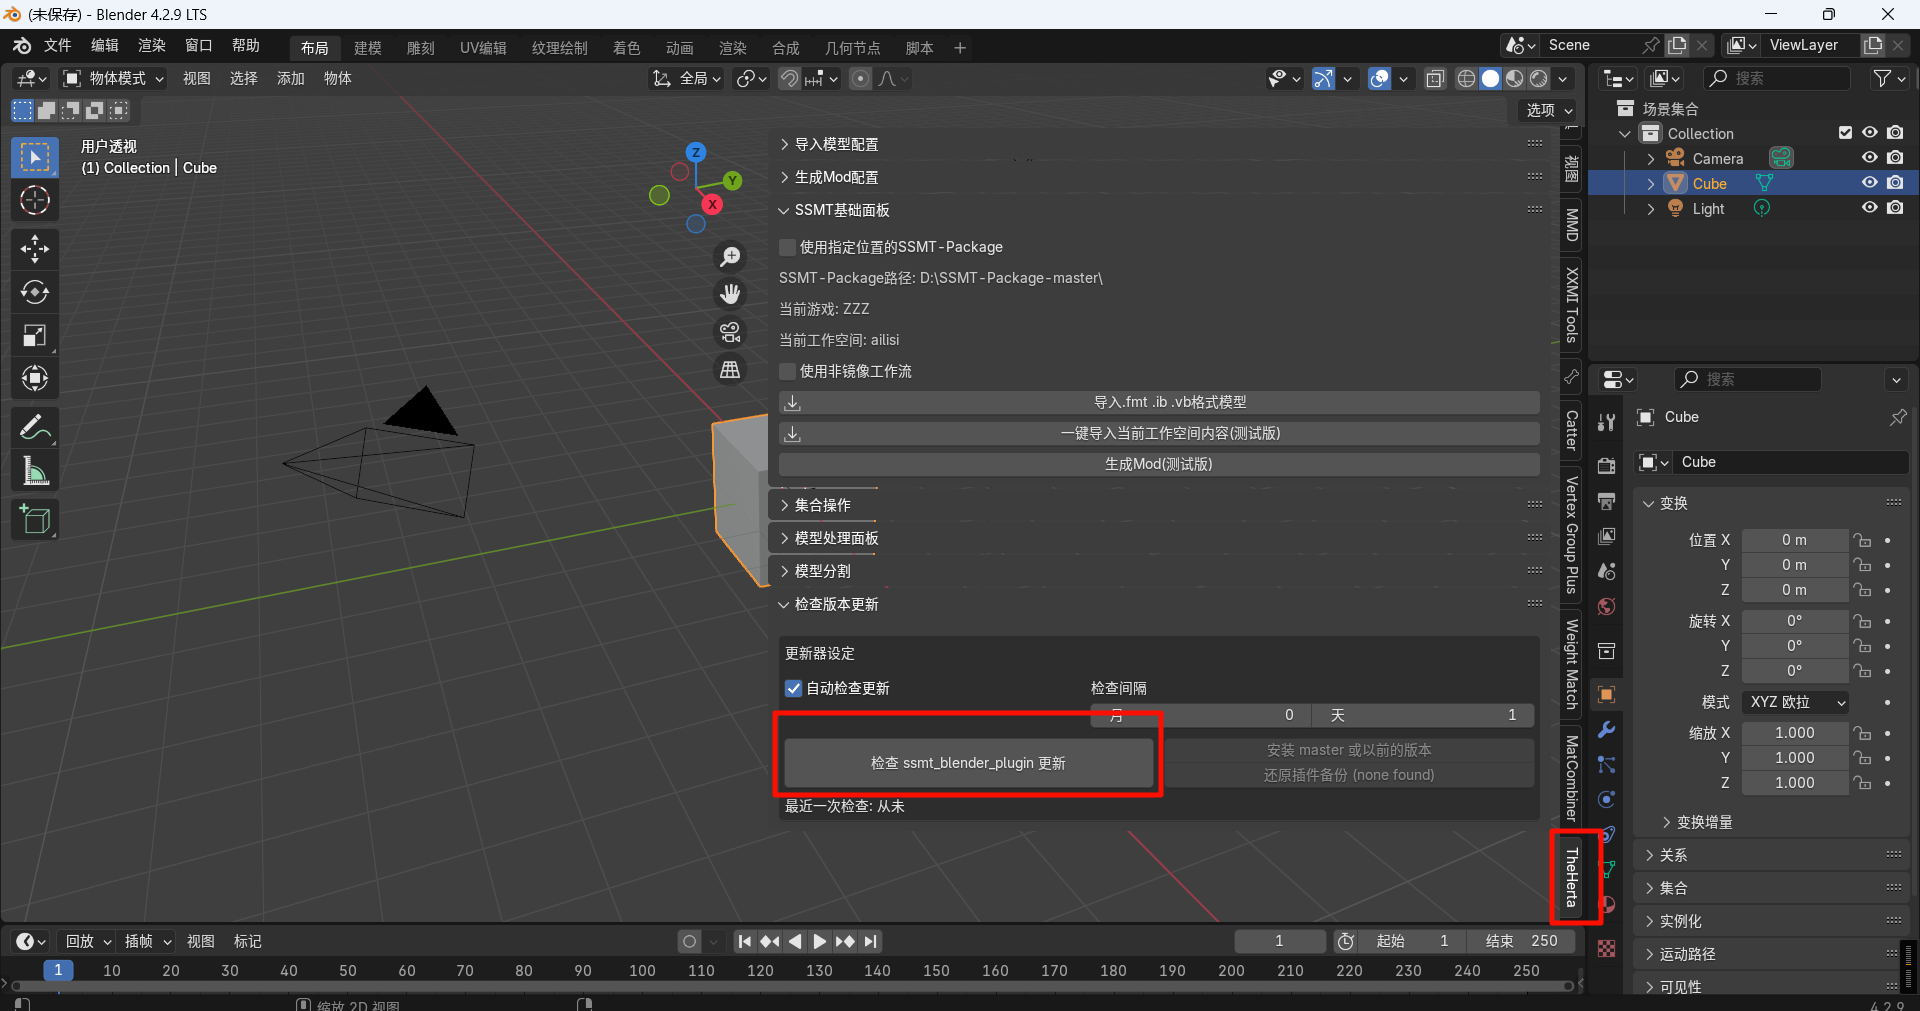 (未保存) - Blender 4.2.9 LTS
文件 编辑 渲染 窗口 帮助 布局 建模 雕刻 UV编辑 纹理绘制 着色 动画 渲染 合成 几何节点 脚本 + Scene ViewLayer
物体模式 视图 选择 添加 物体 全局 搜索
选项
用户透视
(1) Collection | Cube
Z
Y
X
导入模型配置
生成Mod配置
SSMT基础面板
使用指定位置的SSMT-Package
SSMT-Package路径: D:\SSMT-Package-master\
当前游戏: ZZZ
当前工作空间: ailisi
使用非镜像工作流
导入.fmt .ib .vb格式模型
一键导入当前工作空间内容(测试版)
生成Mod(测试版)
集合操作
模型处理面板
模型分割
检查版本更新
更新器设定
自动检查更新 检查间隔
月 0 天 1
检查 ssmt_blender_plugin 更新
安装 master 或以前的版本
还原插件备份 (none found)
最近一次检查: 从未
视图
MMD
XXMI Tools
Catter
Vertex Group Plus
Weight Match
MatCombiner
TheHerta
场景集合
Collection
Camera
Cube
Light
搜索
Cube
Cube
变换
位置 X 0 m
Y 0 m
Z 0 m
旋转 X 0°
Y 0°
Z 0°
模式 XYZ 欧拉
缩放 X 1.000
Y 1.000
Z 1.000
变换增量
关系
集合
实例化
运动路径
可见性
回放 插帧 视图 标记 1 起始 1 结束 250
1 10 20 30 40 50 60 70 80 90 100 110 120 130 140 150 160 170 180 190 200 210 220 230 240 250
缩放 2D 视图
4.2.9